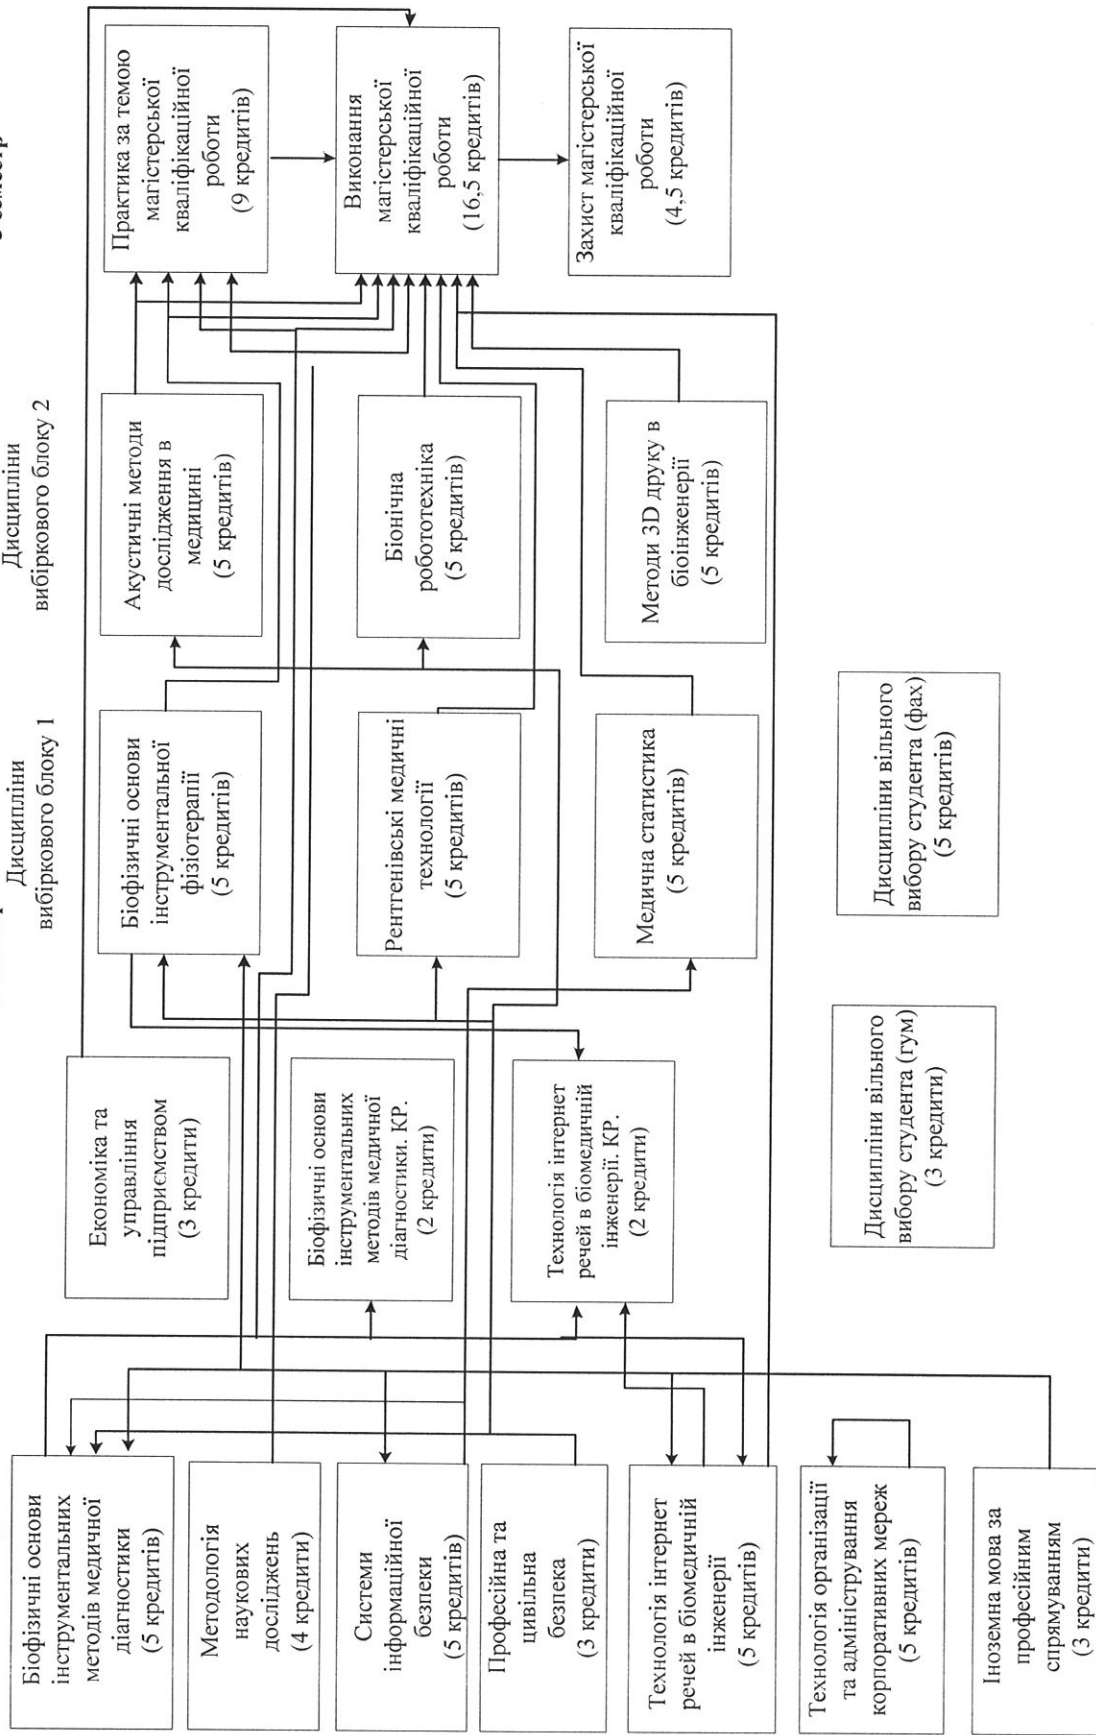 семестр
Дисципліни
вибіркового блоку 1
Дисципліни
вибіркового блоку 2
Біофізичні основи
інструментальних
методів медичної
діагностики
(5 кредитів)
Методологія
наукових
досліджень
(4 кредити)
Системи
інформаційної
безпеки
(5 кредитів)
Професійна та
цивільна
безпека
(3 кредити)
Технологія інтернет
речей в біомедичній
інженерії
(5 кредитів)
Технологія організації
та адміністрування
корпоративних мереж
(5 кредитів)
Іноземна мова за
професійним
спрямуванням
(3 кредити)
Економіка та
управління
підприємством
(3 кредити)
Біофізичні основи
інструментальних
методів медичної
діагностики. КР.
(2 кредити)
Технологія інтернет
речей в біомедичній
інженерії. КР.
(2 кредити)
Дисципліни вільного
вибору студента (гум)
(3 кредити)
Біофізичні основи
інструментальної
фізіотерапії
(5 кредитів)
Рентгенівські медичні
технології
(5 кредитів)
Медична статистика
(5 кредитів)
Дисципліни вільного
вибору студента (фах)
(5 кредитів)
Акустичні методи
дослідження в
медицині
(5 кредитів)
Біонічна
робототехніка
(5 кредитів)
Методи 3D друку в
біоінженерії
(5 кредитів)
Практика за темою
магістерської
кваліфікаційної
роботи
(9 кредитів)
Виконання
магістерської
кваліфікаційної
роботи
(16,5 кредитів)
Захист магістерської
кваліфікаційної
роботи
(4,5 кредитів)